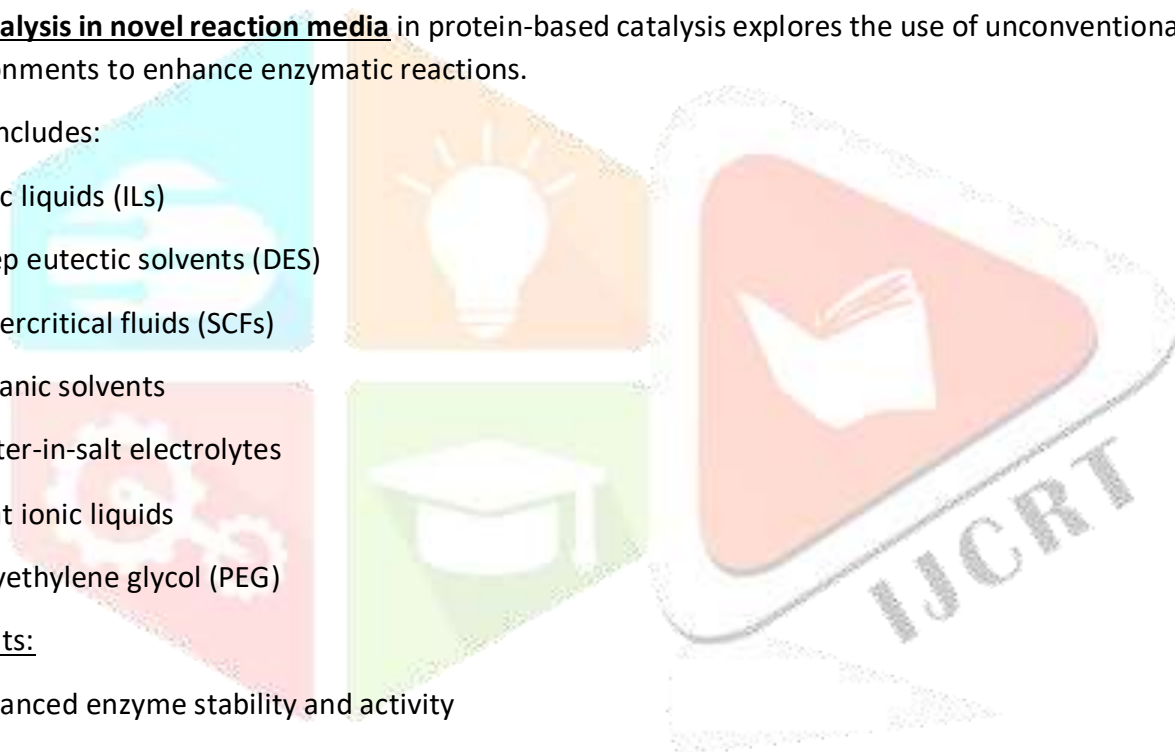 alysis in novel reaction media in protein-based catalysis explores the use of unconventiona
onments to enhance enzymatic reactions.
ncludes:
c liquids (ILs)
ep eutectic solvents (DES)
ercritical fluids (SCFs)
anic solvents
ter-in-salt electrolytes
t ionic liquids
yethylene glycol (PEG)
ts:
anced enzyme stability and activity
IJCRT